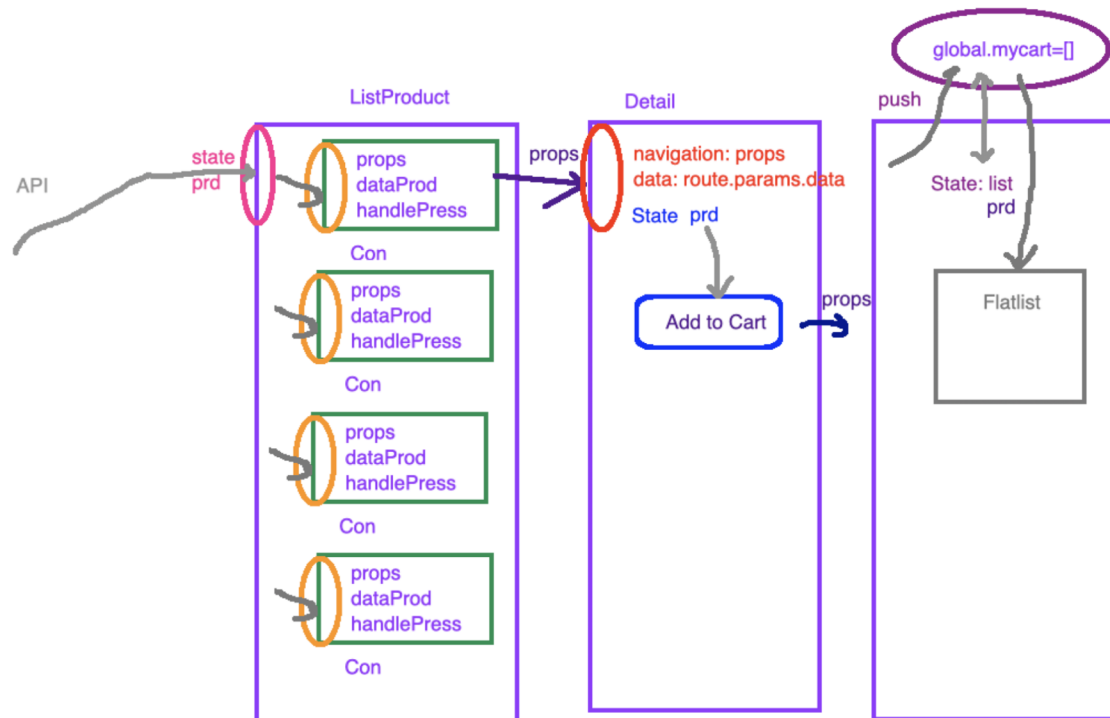 API
ListProduct
state
prd
props
dataProd
handlePress
Con
props
dataProd
handlePress
Con
props
dataProd
handlePress
Con
props
dataProd
handlePress
Con
props
Detail
navigation: props
data: route.params.data
State prd
Add to Cart
props
global.mycart=[]
push
State: list
prd
Flatlist